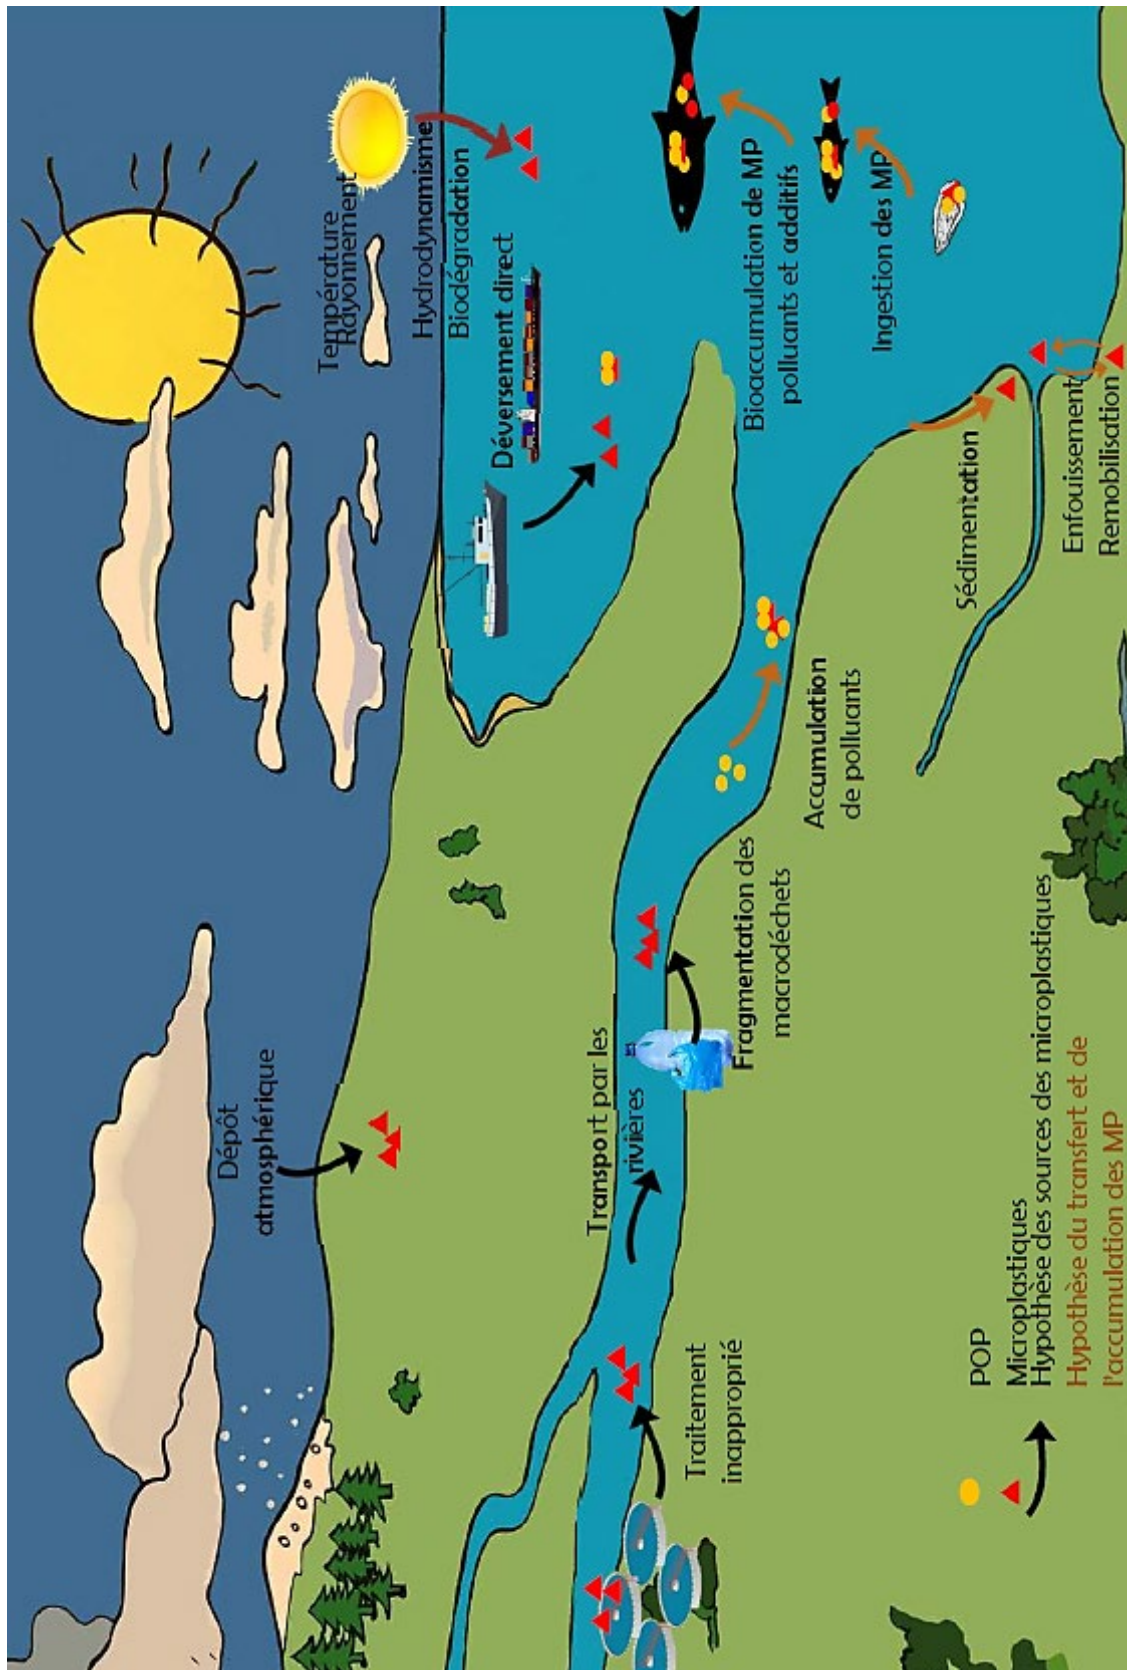 Température
Rayonnement
Hydrodynamisme
Biodégradation
Dépôt
atmosphérique
Déversement direct
Transport par les
rivières
Bioaccumulation de MP
polluants et additifs
Ingestion des MP
Traitement
inapproprié
Fragmentation des
macrodéchets
Accumulation
de polluants
Sédimentation
Enfouissement
Remobilisation
POP
Microplastiques
Hypothèse des sources des microplastiques
Hypothèse du transfert et de
l'accumulation des MP